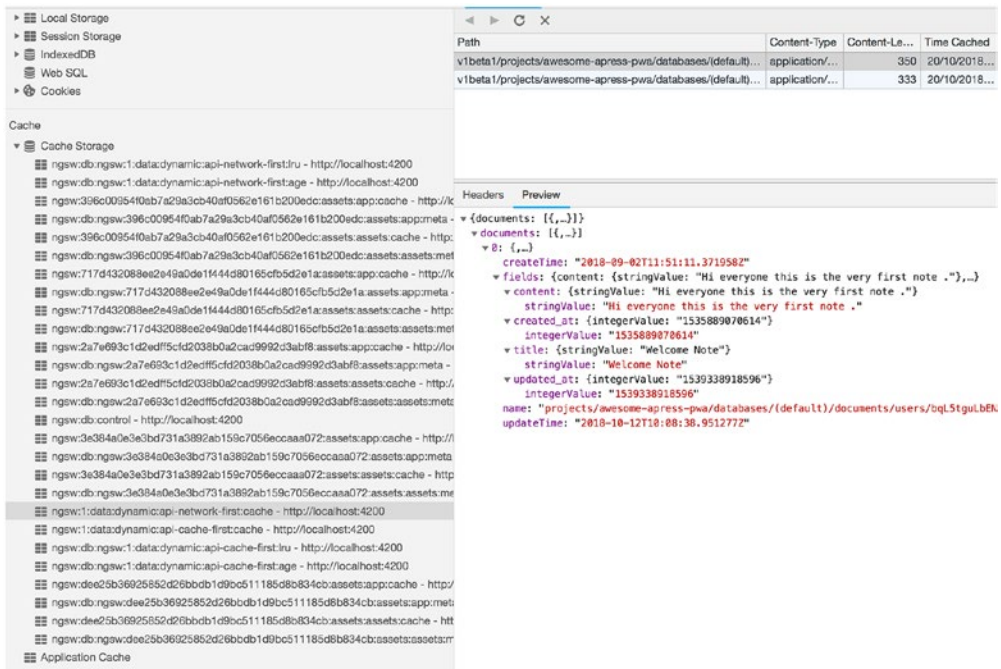 Local Storage
Session Storage
IndexedDB
Web SQL
Cookies
Cache
Cache Storage
ngsw:db:ngsw:1:data:dynamic:api-network-first:lru - http://localhost:4200
ngsw:db:ngsw:1:data:dynamic:api-network-first:age - http://localhost:4200
ngsw:396c00954f0ab7a29a3cb40af0562e161b200edc:assets:app:cache - http://lo
ngsw:db:ngsw:396c00954f0ab7a29a3cb40af0562e161b200edc:assets:app:meta -
ngsw:396c00954f0ab7a29a3cb40af0562e161b200edc:assets:assets:cache - http:
ngsw:db:ngsw:396c00954f0ab7a29a3cb40af0562e161b200edc:assets:assets:met
ngsw:717d432088ee2e49a0de1f444d80165cfb5d2e1a:assets:app:cache - http://l
ngsw:db:ngsw:717d432088ee2e49a0de1f444d80165cfb5d2e1a:assets:app:meta -
ngsw:717d432088ee2e49a0de1f444d80165cfb5d2e1a:assets:assets:cache - http:
ngsw:db:ngsw:717d432088ee2e49a0de1f444d80165cfb5d2e1a:assets:assets:met
ngsw:2a7e693c1d2edff5cfd2038b0a2cad9992d3abf8:assets:app:cache - http://lo
ngsw:db:ngsw:2a7e693c1d2edff5cfd2038b0a2cad9992d3abf8:assets:app:meta -
ngsw:2a7e693c1d2edff5cfd2038b0a2cad9992d3abf8:assets:assets:cache - http:/
ngsw:db:ngsw:2a7e693c1d2edff5cfd2038b0a2cad9992d3abf8:assets:assets:meta
ngsw:db:control - http://localhost:4200
ngsw:3e384a0e3e3bd731a3892ab159c7056eccaaa072:assets:app:cache - http://l
ngsw:db:ngsw:3e384a0e3e3bd731a3892ab159c7056eccaaa072:assets:app:meta
ngsw:3e384a0e3e3bd731a3892ab159c7056eccaaa072:assets:assets:cache - http
ngsw:db:ngsw:3e384a0e3e3bd731a3892ab159c7056eccaaa072:assets:assets:me
ngsw:1:data:dynamic:api-network-first:cache - http://localhost:4200
ngsw:1:data:dynamic:api-cache-first:cache - http://localhost:4200
ngsw:db:ngsw:1:data:dynamic:api-cache-first:lru - http://localhost:4200
ngsw:db:ngsw:1:data:dynamic:api-cache-first:age - http://localhost:4200
ngsw:dee25b36925852d26bbdb1d9bc511185d8b834cb:assets:app:cache - http:/
ngsw:db:ngsw:dee25b36925852d26bbdb1d9bc511185d8b834cb:assets:app:meta
ngsw:dee25b36925852d26bbdb1d9bc511185d8b834cb:assets:assets:cache - htt
ngsw:db:ngsw:dee25b36925852d26bbdb1d9bc511185d8b834cb:assets:assets:m
Application Cache
Path Content-Type Content-Le... Time Cached
v1beta1/projects/awesome-apress-pwa/databases/(default)... application/... 350 20/10/2018...
v1beta1/projects/awesome-apress-pwa/databases/(default)... application/... 333 20/10/2018...
Headers Preview
{documents: [{,…}]}
documents: [{,…}]
0: {,…}
createTime: "2018-09-02T11:51:11.371958Z"
fields: {content: {stringValue: "Hi everyone this is the very first note ."},…}
content: {stringValue: "Hi everyone this is the very first note ."}
stringValue: "Hi everyone this is the very first note ."
created_at: {integerValue: "1535889070614"}
integerValue: "1535889070614"
title: {stringValue: "Welcome Note"}
stringValue: "Welcome Note"
updated_at: {integerValue: "1539338918596"}
integerValue: "1539338918596"
name: "projects/awesome-apress-pwa/databases/(default)/documents/users/bqL5tguLbEN
updateTime: "2018-10-12T10:08:38.951277Z"